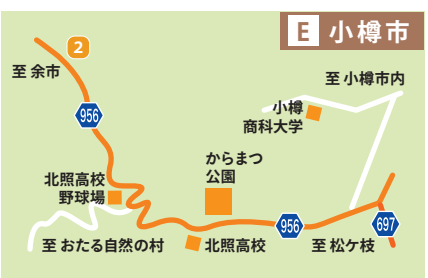 E 小樽市
2
至 余市
至 小樽市内
956
小樽
商科大学
からまつ
公園
北照高校
野球場
956
697
至 おたる自然の村
北照高校
至 松ケ枝